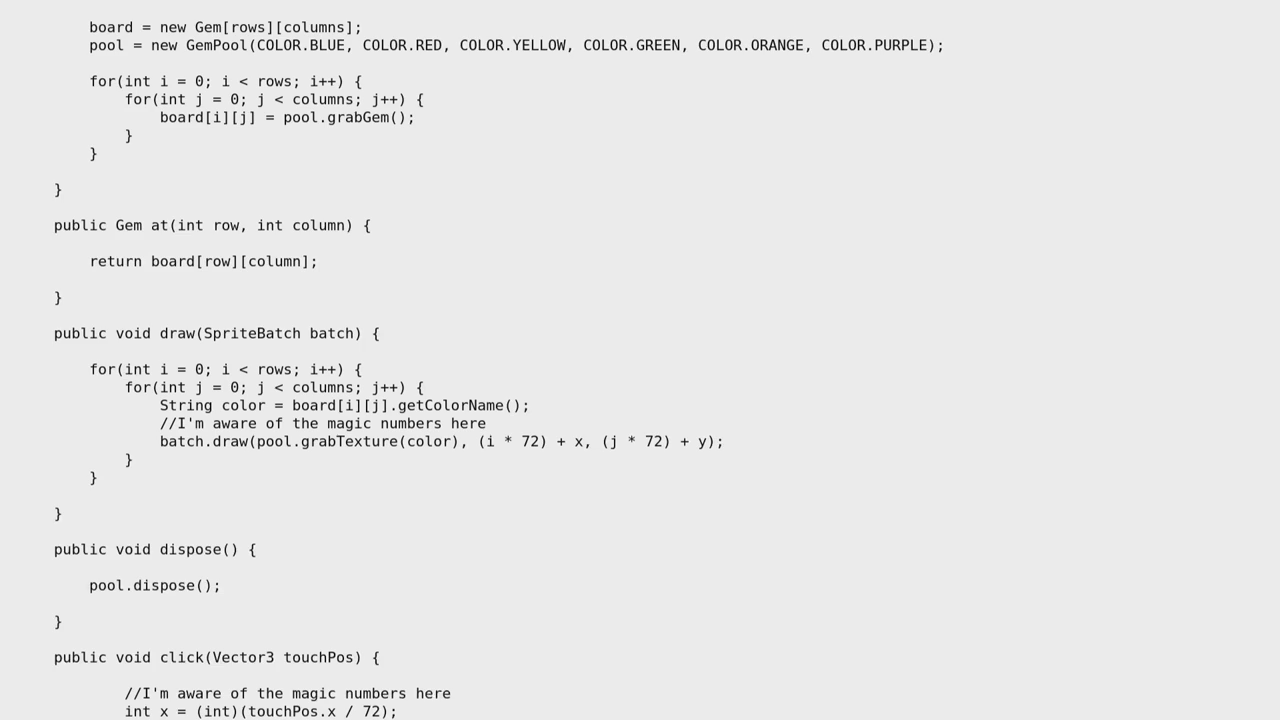 board = new Gem[rows][columns];
pool = new GemPool(COLOR.BLUE, COLOR.RED, COLOR.YELLOW, COLOR.GREEN, COLOR.ORANGE, COLOR.PURPLE);
for(int i = 0; i < rows; i++) {
for(int j = 0; j < columns; j++) {
board[i][j] = pool.grabGem();
}
}
}
public Gem at(int row, int column) {
return board[row][column];
}
public void draw(SpriteBatch batch) {
for(int i = 0; i < rows; i++) {
for(int j = 0; j < columns; j++) {
String color = board[i][j].getColorName();
//I'm aware of the magic numbers here
batch.draw(pool.grabTexture(color), (i * 72) + x, (j * 72) + y);
}
}
}
public void dispose() {
pool.dispose();
}
public void click(Vector3 touchPos) {
//I'm aware of the magic numbers here
int x = (int)(touchPos.x / 72);